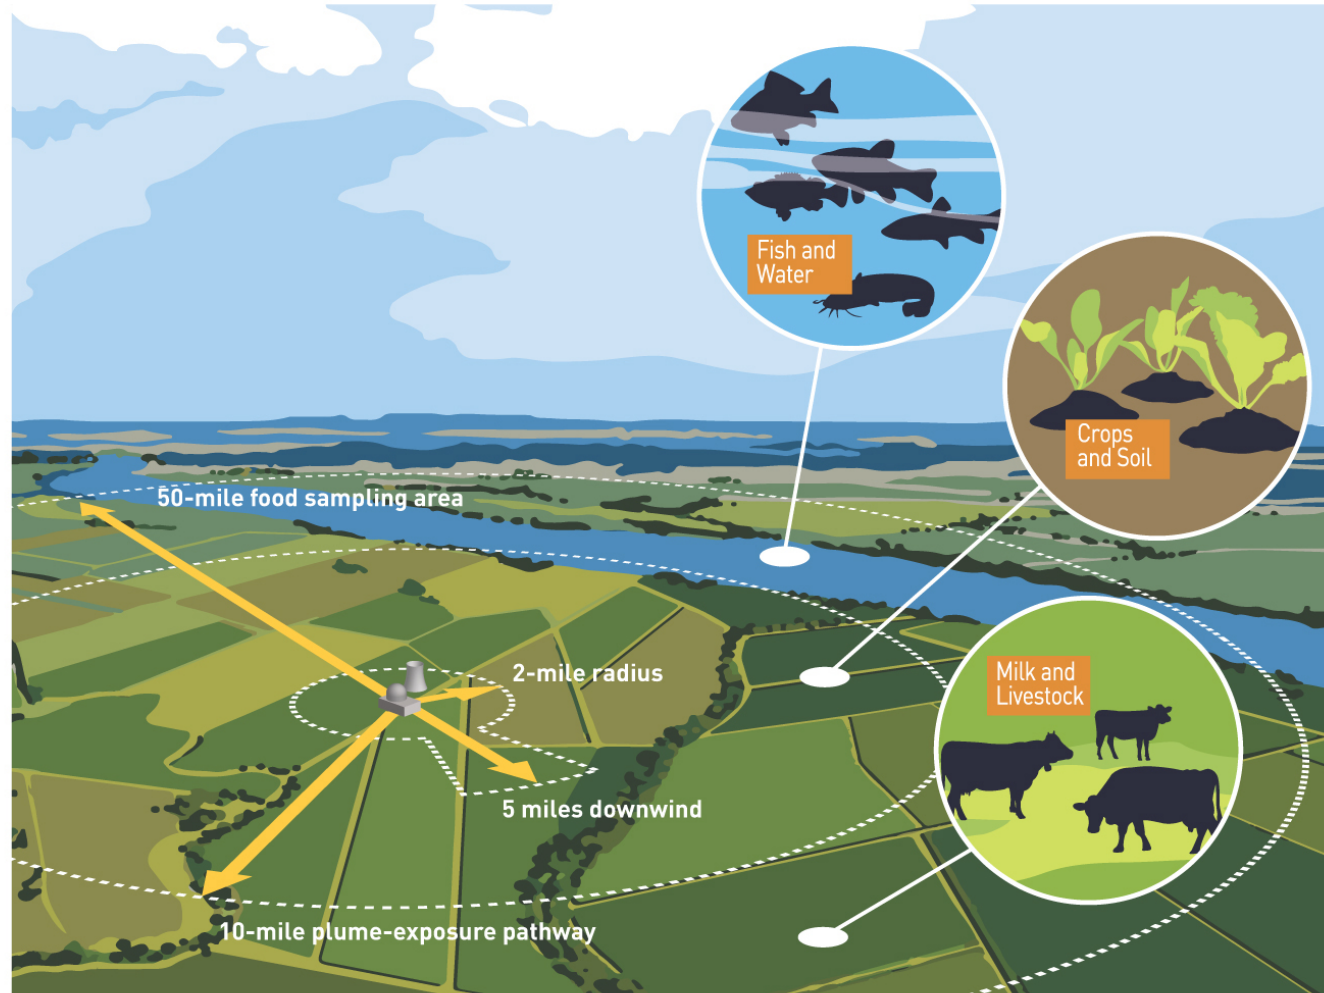 Fish and
Water
Crops
and Soil
50-mile food sampling area
2-mile radius
Milk and
Livestock
5 miles downwind
10-mile plume-exposure pathway